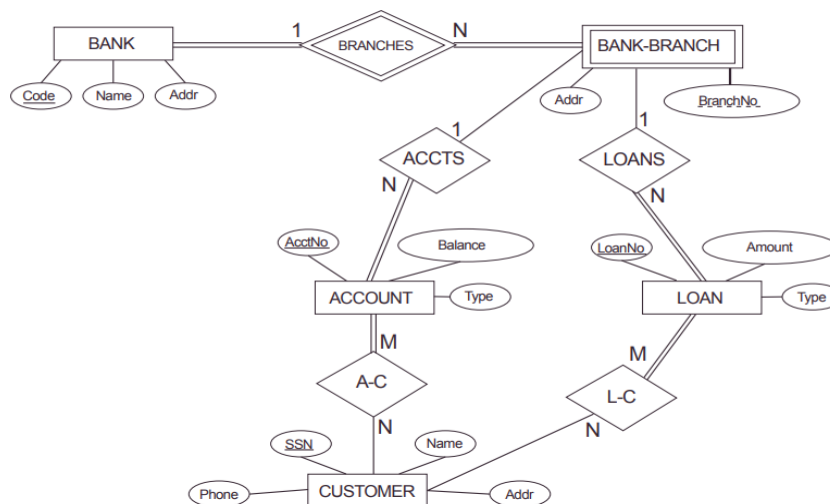 BANK
1
BRANCHES
N
BANK-BRANCH
Code
Name
Addr
Addr
BranchNo
1
ACCTS
N
1
LOANS
N
AcctNo
Balance
ACCOUNT
Type
LoanNo
Amount
LOAN
Type
M
A-C
N
M
L-C
N
SSN
Name
Phone
CUSTOMER
Addr